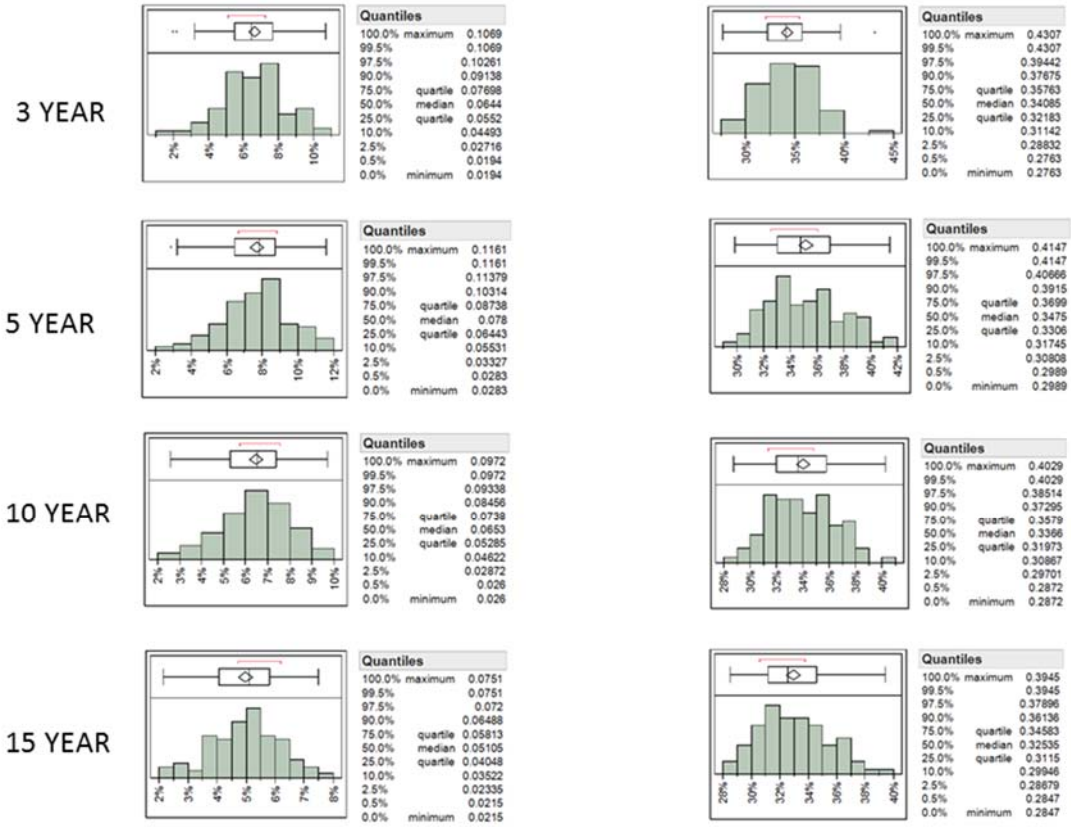 3 YEAR
Quantiles
100.0% maximum 0.1069
99.5% 0.1069
97.5% 0.10261
90.0% 0.09138
75.0% quartile 0.07698
50.0% median 0.0644
25.0% quartile 0.0552
10.0% 0.04493
2.5% 0.02716
0.5% 0.0194
0.0% minimum 0.0194
2% 4% 6% 8% 10%
Quantiles
100.0% maximum 0.4307
99.5% 0.4307
97.5% 0.39442
90.0% 0.37675
75.0% quartile 0.35763
50.0% median 0.34085
25.0% quartile 0.32183
10.0% 0.31142
2.5% 0.28832
0.5% 0.2763
0.0% minimum 0.2763
30% 35% 40% 45%
5 YEAR
Quantiles
100.0% maximum 0.1161
99.5% 0.1161
97.5% 0.11379
90.0% 0.10314
75.0% quartile 0.08738
50.0% median 0.078
25.0% quartile 0.06443
10.0% 0.05531
2.5% 0.03327
0.5% 0.0283
0.0% minimum 0.0283
2% 4% 6% 8% 10% 12%
Quantiles
100.0% maximum 0.4147
99.5% 0.4147
97.5% 0.40666
90.0% 0.3915
75.0% quartile 0.3699
50.0% median 0.3475
25.0% quartile 0.3306
10.0% 0.31745
2.5% 0.30808
0.5% 0.2989
0.0% minimum 0.2989
30% 32% 34% 36% 38% 40% 42%
10 YEAR
Quantiles
100.0% maximum 0.0972
99.5% 0.0972
97.5% 0.09338
90.0% 0.08456
75.0% quartile 0.0738
50.0% median 0.0653
25.0% quartile 0.05285
10.0% 0.04622
2.5% 0.02872
0.5% 0.026
0.0% minimum 0.026
2% 3% 4% 5% 6% 7% 8% 9% 10%
Quantiles
100.0% maximum 0.4029
99.5% 0.4029
97.5% 0.38514
90.0% 0.37295
75.0% quartile 0.3579
50.0% median 0.3366
25.0% quartile 0.31973
10.0% 0.30867
2.5% 0.29701
0.5% 0.2872
0.0% minimum 0.2872
28% 30% 32% 34% 36% 38% 40%
15 YEAR
Quantiles
100.0% maximum 0.0751
99.5% 0.0751
97.5% 0.072
90.0% 0.06488
75.0% quartile 0.05813
50.0% median 0.05105
25.0% quartile 0.04048
10.0% 0.03522
2.5% 0.02335
0.5% 0.0215
0.0% minimum 0.0215
2% 3% 4% 5% 6% 7% 8%
Quantiles
100.0% maximum 0.3945
99.5% 0.3945
97.5% 0.37896
90.0% 0.36136
75.0% quartile 0.34583
50.0% median 0.32535
25.0% quartile 0.3115
10.0% 0.29946
2.5% 0.28679
0.5% 0.2847
0.0% minimum 0.2847
28% 30% 32% 34% 36% 38% 40%